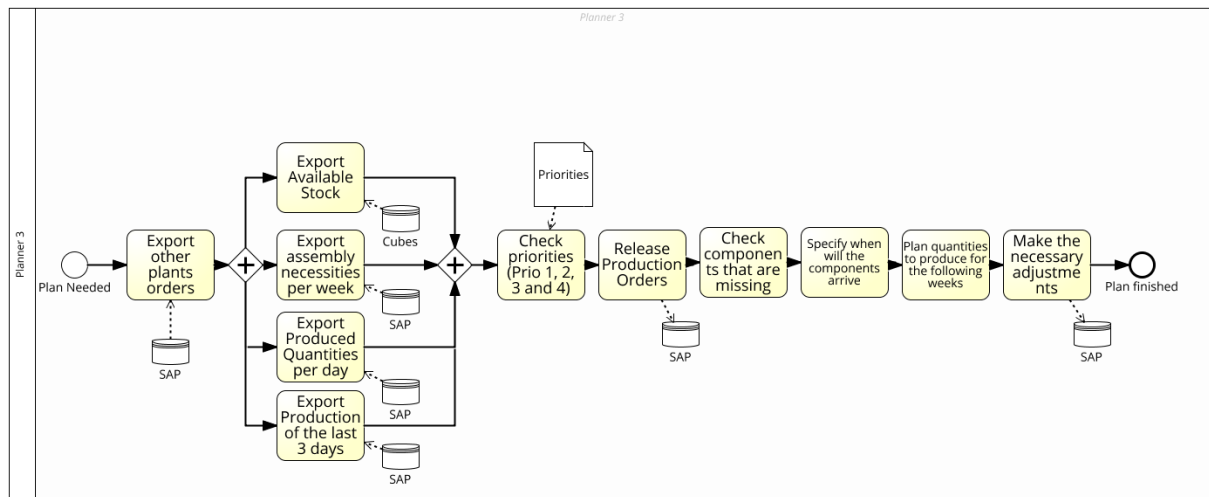 Planner 3
Planner 3
Plan Needed
Export
other
plants
orders
SAP
Export
Available
Stock
Cubes
Export
assembly
necessities
per week
SAP
Export
Produced
Quantities
per day
SAP
Export
Production
of the last
3 days
SAP
Priorities
Check
priorities
(Prio 1, 2,
3 and 4)
Release
Production
Orders
SAP
Check
componen
ts that are
missing
Specify when
will the
components
arrive
Plan quantities
to produce for
the following
weeks
Make the
necessary
adjustme
nts
SAP
Plan finished